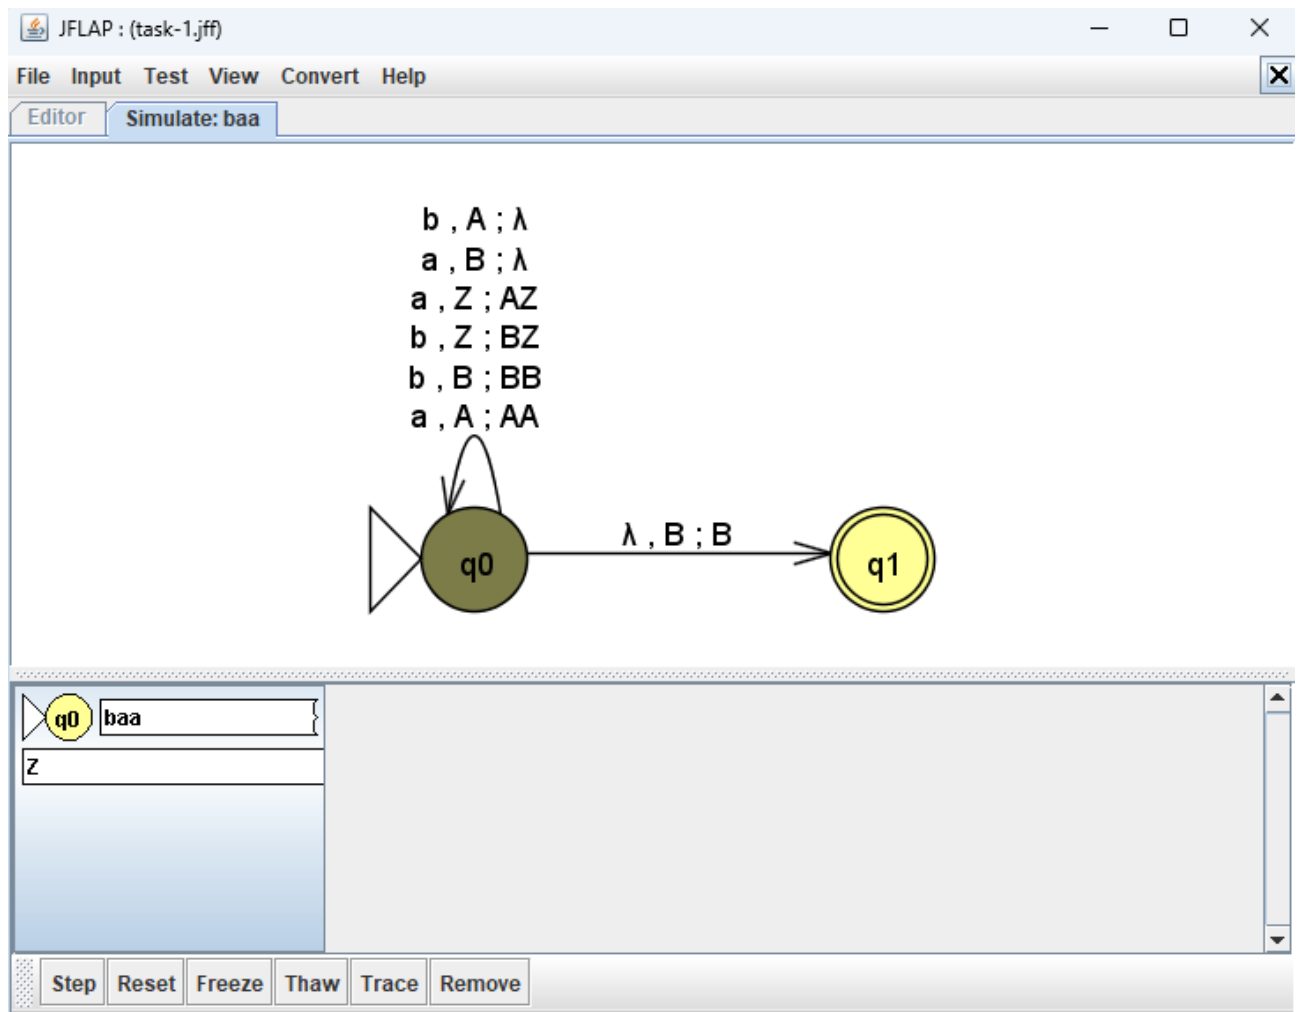 JFLAP : (task-1.jff)
File Input Test View Convert Help
Editor Simulate: baa
b , A ; λ
a , B ; λ
a , Z ; AZ
b , Z ; BZ
b , B ; BB
a , A ; AA
λ , B ; B
q0 q1
q0 baa
Z
Step Reset Freeze Thaw Trace Remove